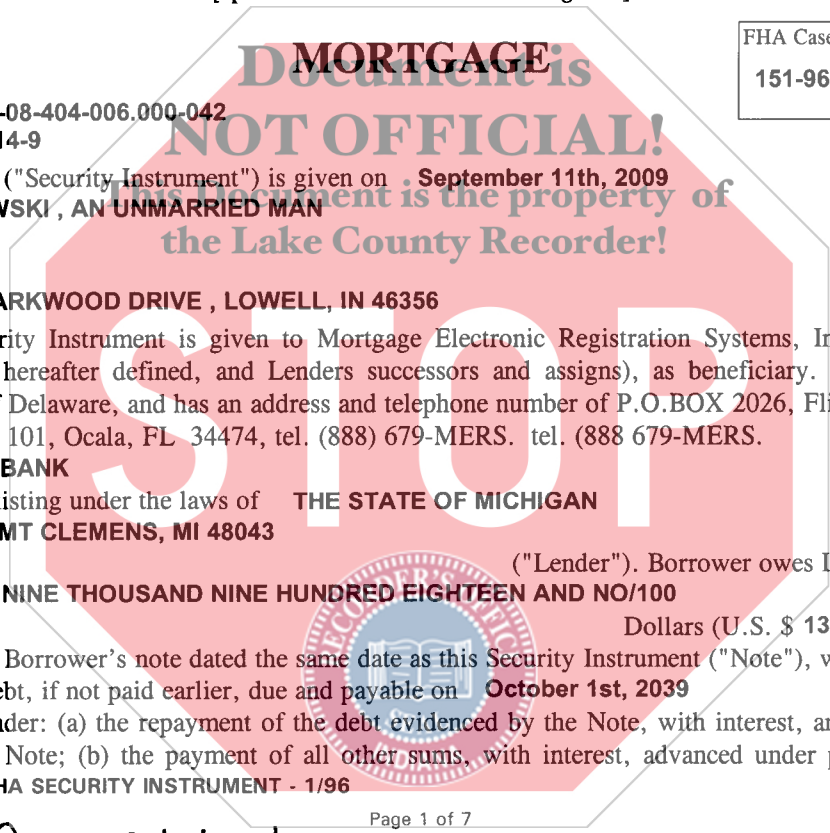 MORTGAGE
FHA Case
151-96
-08-404-006.000-042
14-9
("Security Instrument") is given on September 11th, 2009
WSKI , AN UNMARRIED MAN
Document is
NOT OFFICIAL!
This Document is the property of
the Lake County Recorder!
ARKWOOD DRIVE , LOWELL, IN 46356
rity Instrument is given to Mortgage Electronic Registration Systems, In
hereafter defined, and Lenders successors and assigns), as beneficiary.
Delaware, and has an address and telephone number of P.O.BOX 2026, Fli
101, Ocala, FL 34474, tel. (888) 679-MERS. tel. (888 679-MERS.
STOP
BANK
isting under the laws of THE STATE OF MICHIGAN
MT CLEMENS, MI 48043
("Lender"). Borrower owes L
NINE THOUSAND NINE HUNDRED EIGHTEEN AND NO/100
Dollars (U.S. $ 13
Borrower's note dated the same date as this Security Instrument ("Note"), w
ebt, if not paid earlier, due and payable on October 1st, 2039
nder: (a) the repayment of the debt evidenced by the Note, with interest, an
Note; (b) the payment of all other sums, with interest, advanced under p
RECORDER'S OFFICE
INDIANA
HA SECURITY INSTRUMENT - 1/96
Page 1 of 7